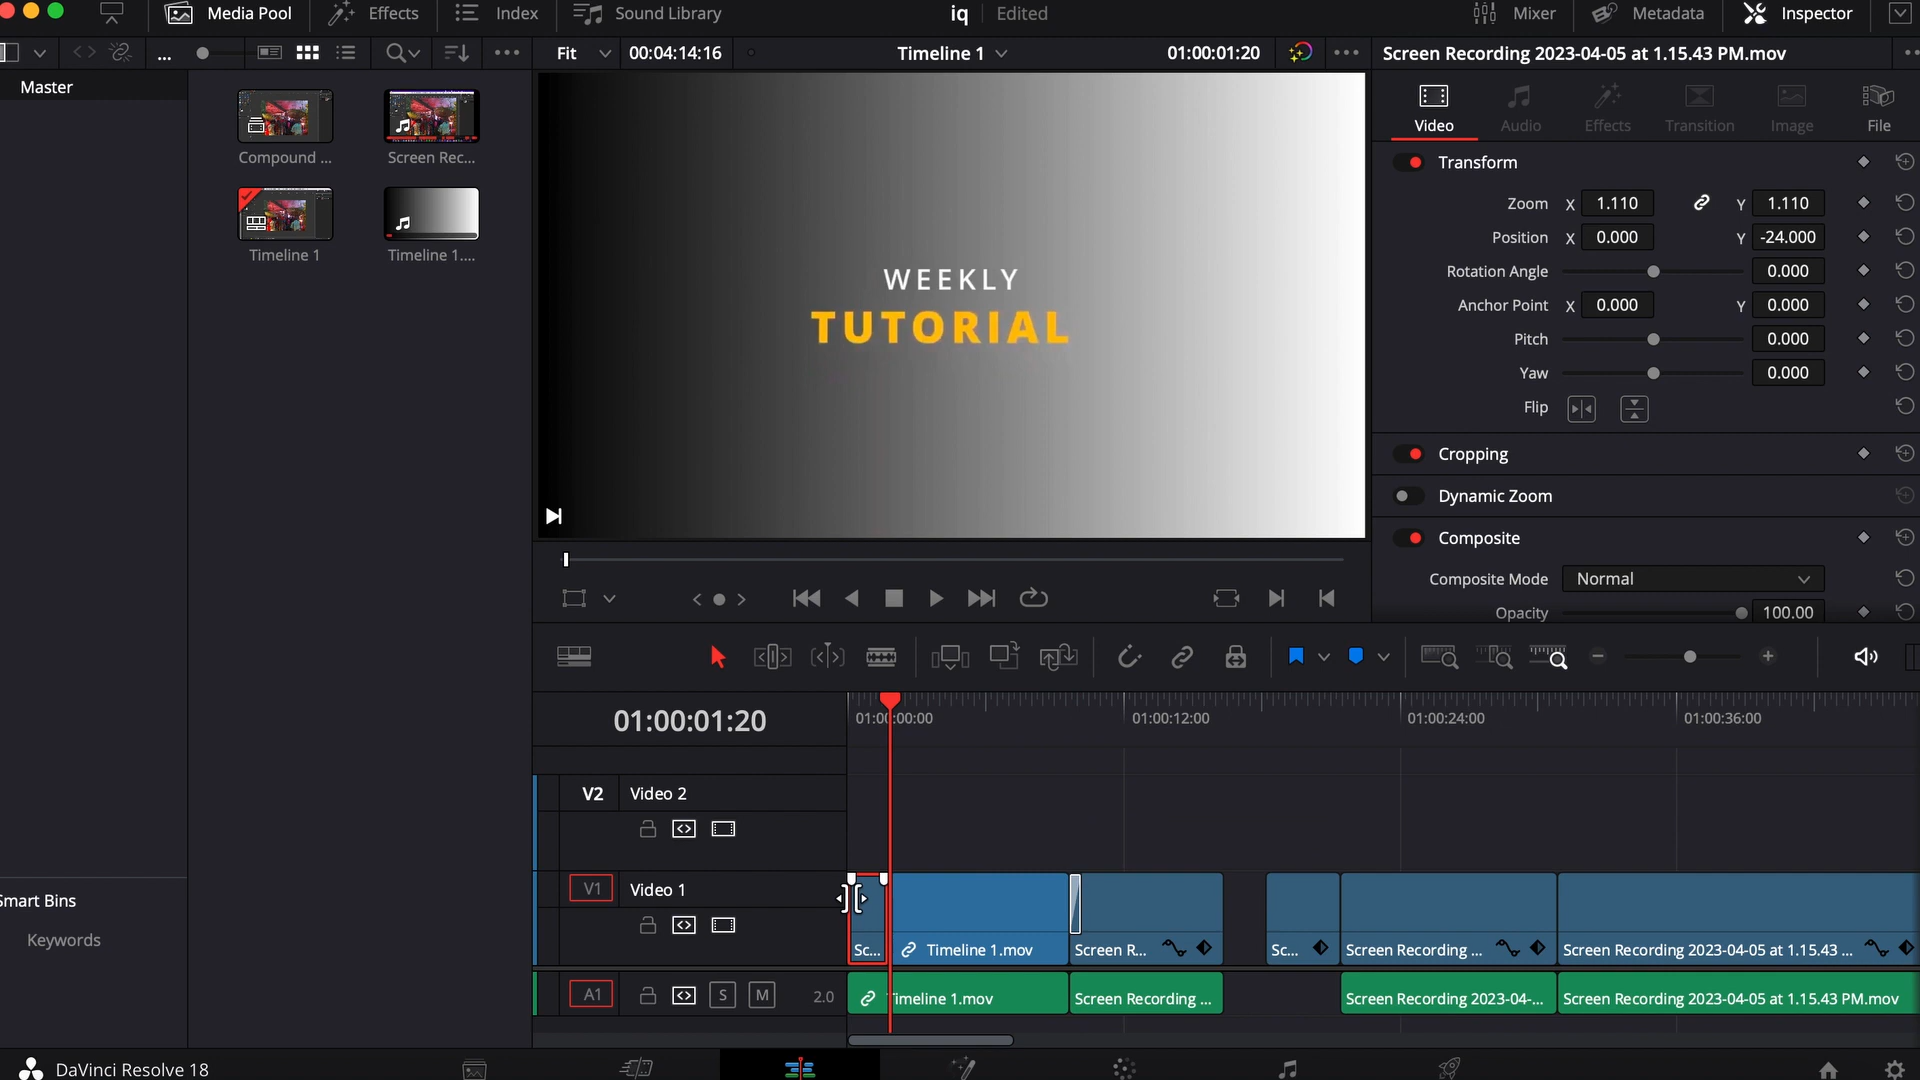 Media Pool
Effects
Index
Sound Library
iq
Edited
Mixer
Metadata
Inspector
Fit
00:04:14:16
Timeline 1
01:00:01:20
Screen Recording 2023-04-05 at 1.15.43 PM.mov
Master
Compound ...
Screen Rec...
Timeline 1
Timeline 1....
WEEKLY
TUTORIAL
Video
Audio
Effects
Transition
Image
File
Transform
Zoom X 1.110 Y 1.110
Position X 0.000 Y -24.000
Rotation Angle 0.000
Anchor Point X 0.000 Y 0.000
Pitch 0.000
Yaw 0.000
Flip
Cropping
Dynamic Zoom
Composite
Composite Mode Normal
Opacity 100.00
01:00:01:20
01:00:00:00
01:00:12:00
01:00:24:00
01:00:36:00
V2 Video 2
V1 Video 1
Sc...
Timeline 1.mov
Screen R...
Sc...
Screen Recording ...
Screen Recording 2023-04-05 at 1.15.43 ...
A1 S M 2.0
Timeline 1.mov
Screen Recording ...
Screen Recording 2023-04-...
Screen Recording 2023-04-05 at 1.15.43 PM.mov
Smart Bins
Keywords
DaVinci Resolve 18